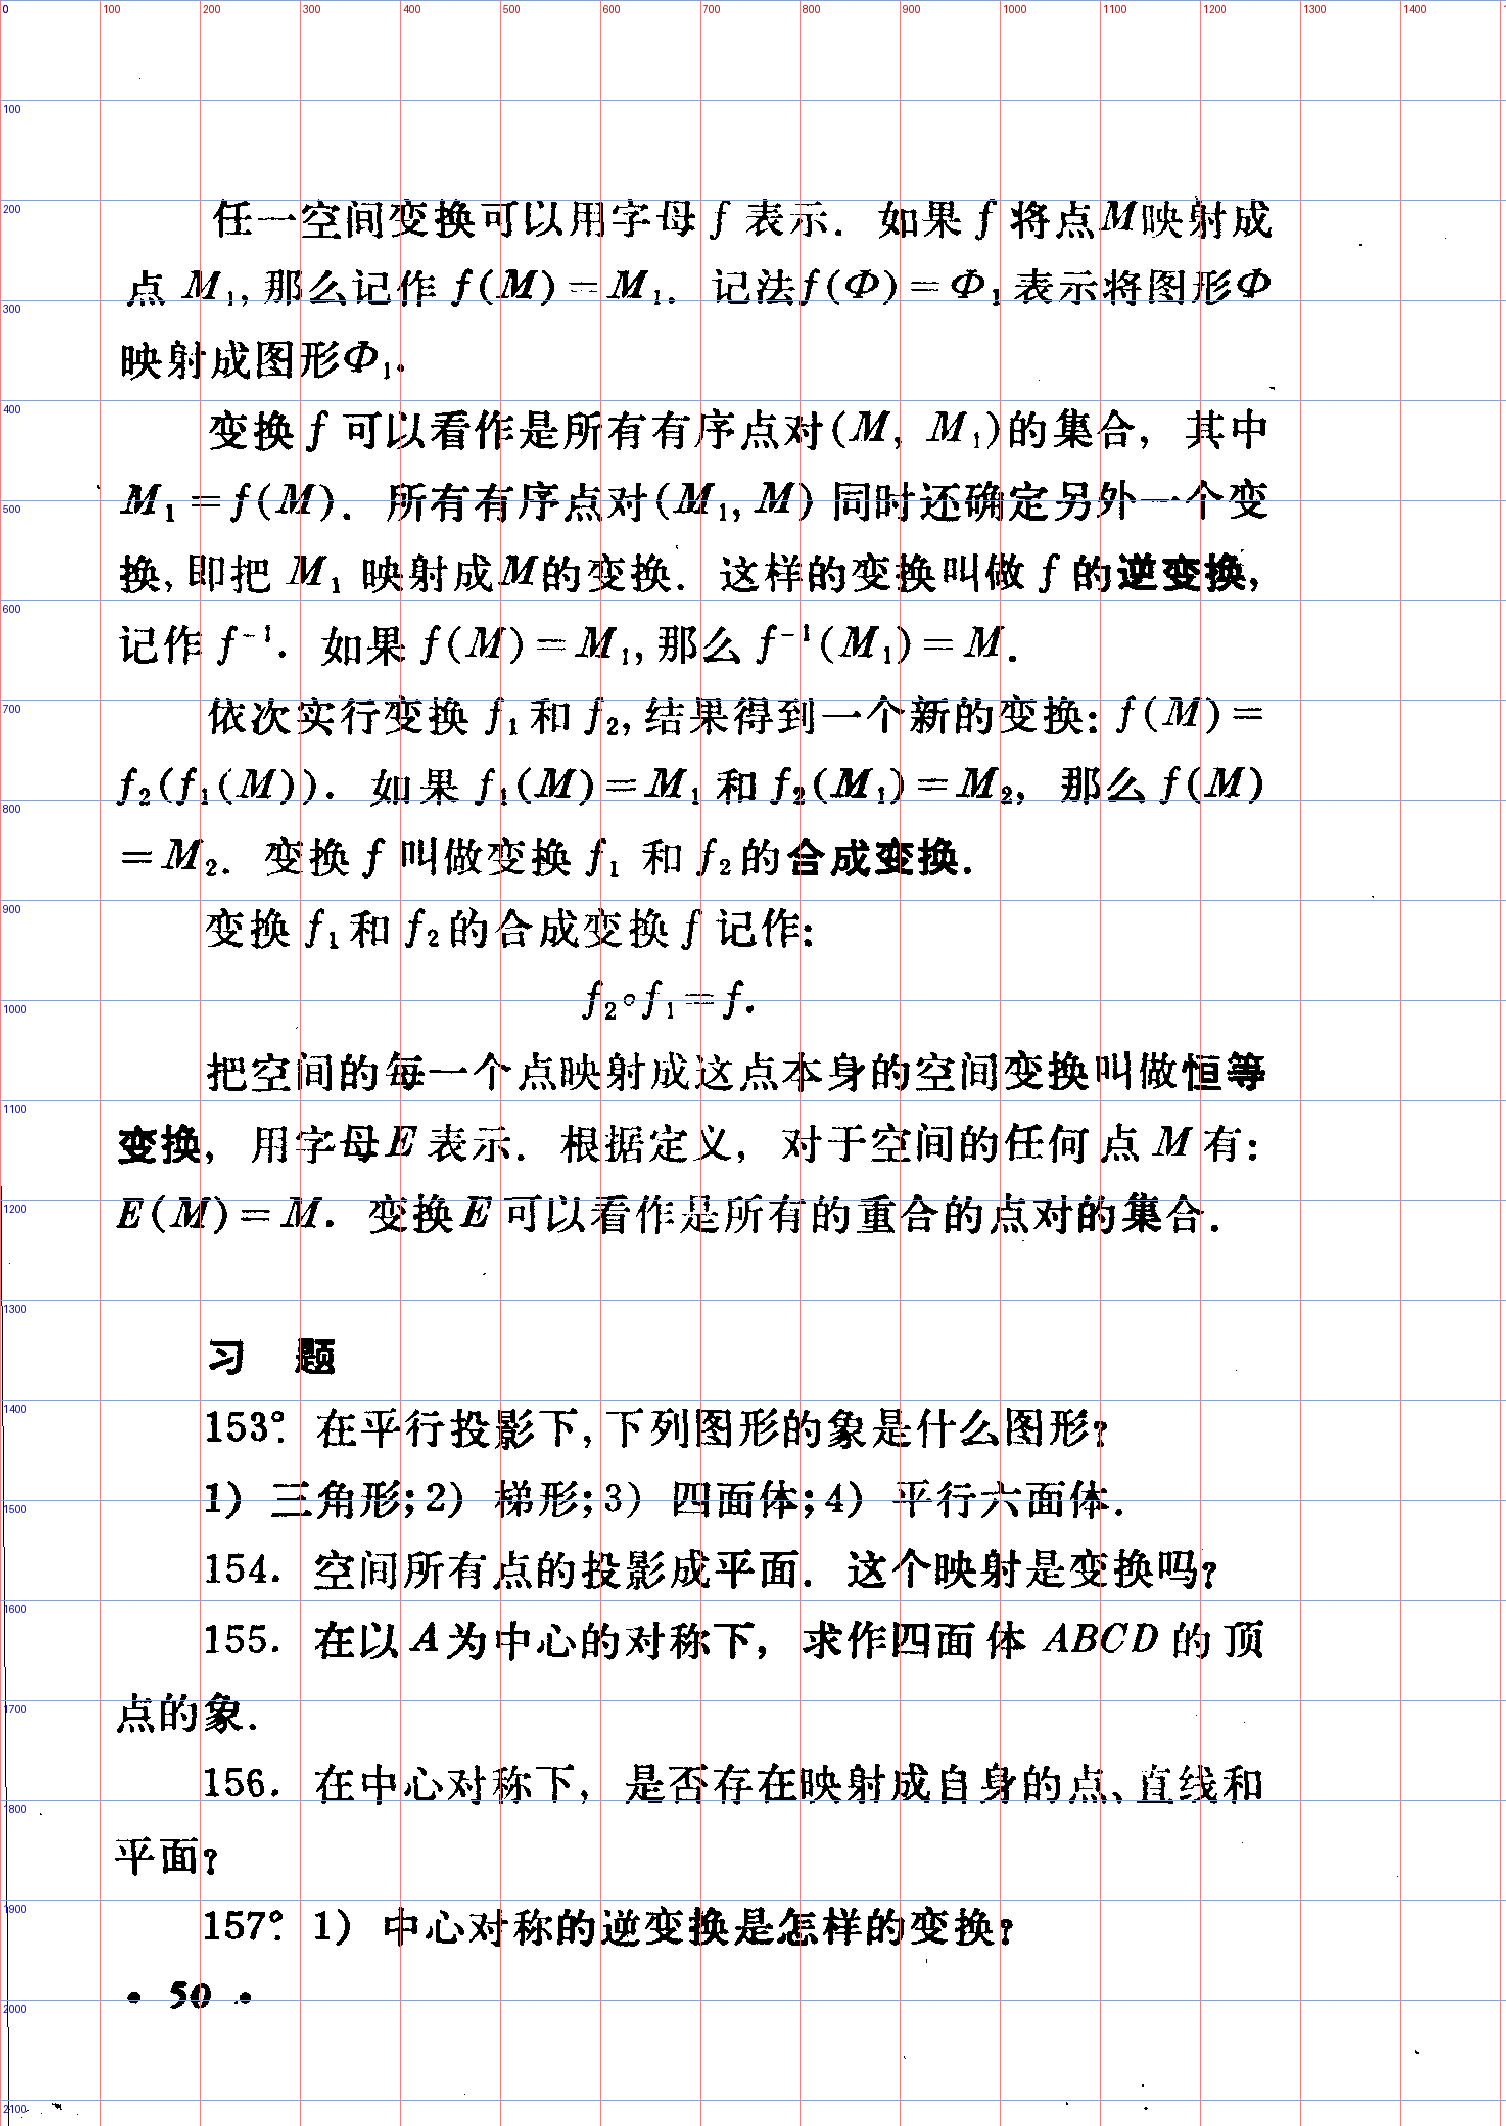 任一空间变换可以用字母 f 表示. 如果 f 将点M映射成
点 M₁, 那么记作 f(M)=M₁. 记法f(Φ)=Φ₁表示将图形Φ
映射成图形Φ₁.
变换 f 可以看作是所有有序点对(M, M₁)的集合, 其中
M₁=f(M). 所有有序点对(M₁, M) 同时还确定另外一个变
换, 即把 M₁ 映射成M的变换. 这样的变换叫做 f 的逆变换,
记作 f⁻¹. 如果 f(M)=M₁, 那么 f⁻¹(M₁)=M.
依次实行变换 f₁ 和 f₂, 结果得到一个新的变换: f(M)=
f₂(f₁(M)). 如果 f₁(M)=M₁ 和 f₂(M₁)=M₂, 那么 f(M)
=M₂. 变换 f 叫做变换 f₁ 和 f₂ 的合成变换.
变换 f₁ 和 f₂ 的合成变换 f 记作:
f₂∘f₁=f.
把空间的每一个点映射成这点本身的空间变换叫做恒等
变换, 用字母E 表示. 根据定义, 对于空间的任何点 M 有:
E(M)=M. 变换E 可以看作是所有的重合的点对的集合.
习 题
153°. 在平行投影下, 下列图形的象是什么图形?
1) 三角形; 2) 梯形; 3) 四面体; 4) 平行六面体.
154. 空间所有点的投影成平面. 这个映射是变换吗?
155. 在以A为中心的对称下, 求作四面体 ABCD 的顶
点的象.
156. 在中心对称下, 是否存在映射成自身的点、直线和
平面?
157°. 1) 中心对称的逆变换是怎样的变换?
• 50 •